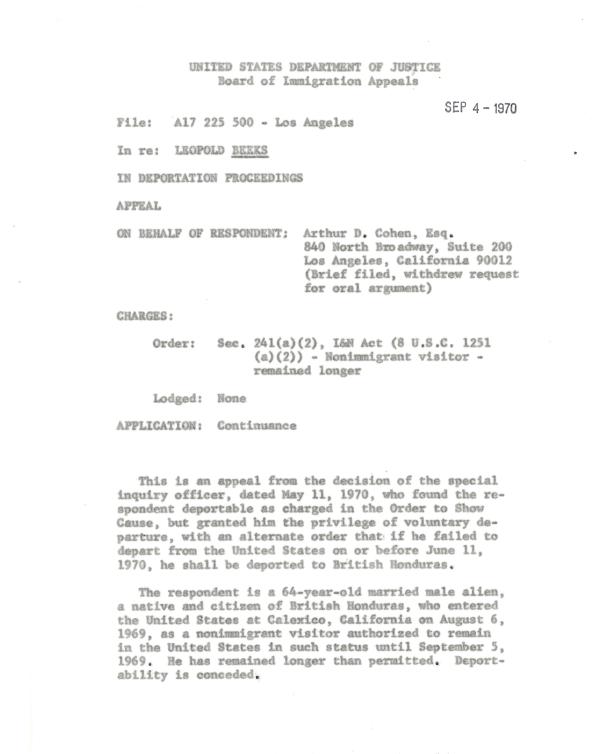 UNITED STATES DEPARTMENT OF JUSTICE
Board of Immigration Appeals
SEP 4 - 1970
File: A17 225 500 - Los Angeles
In re: LEOPOLD BEEKS
IN DEPORTATION PROCEEDINGS
APPEAL
ON BEHALF OF RESPONDENT: Arthur D. Cohen, Esq.
840 North Broadway, Suite 200
Los Angeles, California 90012
(Brief filed, withdrew request
for oral argument)
CHARGES:
Order: Sec. 241(a)(2), I&N Act (8 U.S.C. 1251
(a)(2)) - Nonimmigrant visitor -
remained longer
Lodged: None
APPLICATION: Continuance
This is an appeal from the decision of the special
inquiry officer, dated May 11, 1970, who found the re-
spondent deportable as charged in the Order to Show
Cause, but granted him the privilege of voluntary de-
parture, with an alternate order that if he failed to
depart from the United States on or before June 11,
1970, he shall be deported to British Honduras.
The respondent is a 64-year-old married male alien,
a native and citizen of British Honduras, who entered
the United States at Calexico, California on August 6,
1969, as a nonimmigrant visitor authorized to remain
in the United States in such status until September 5,
1969. He has remained longer than permitted. Deport-
ability is conceded.